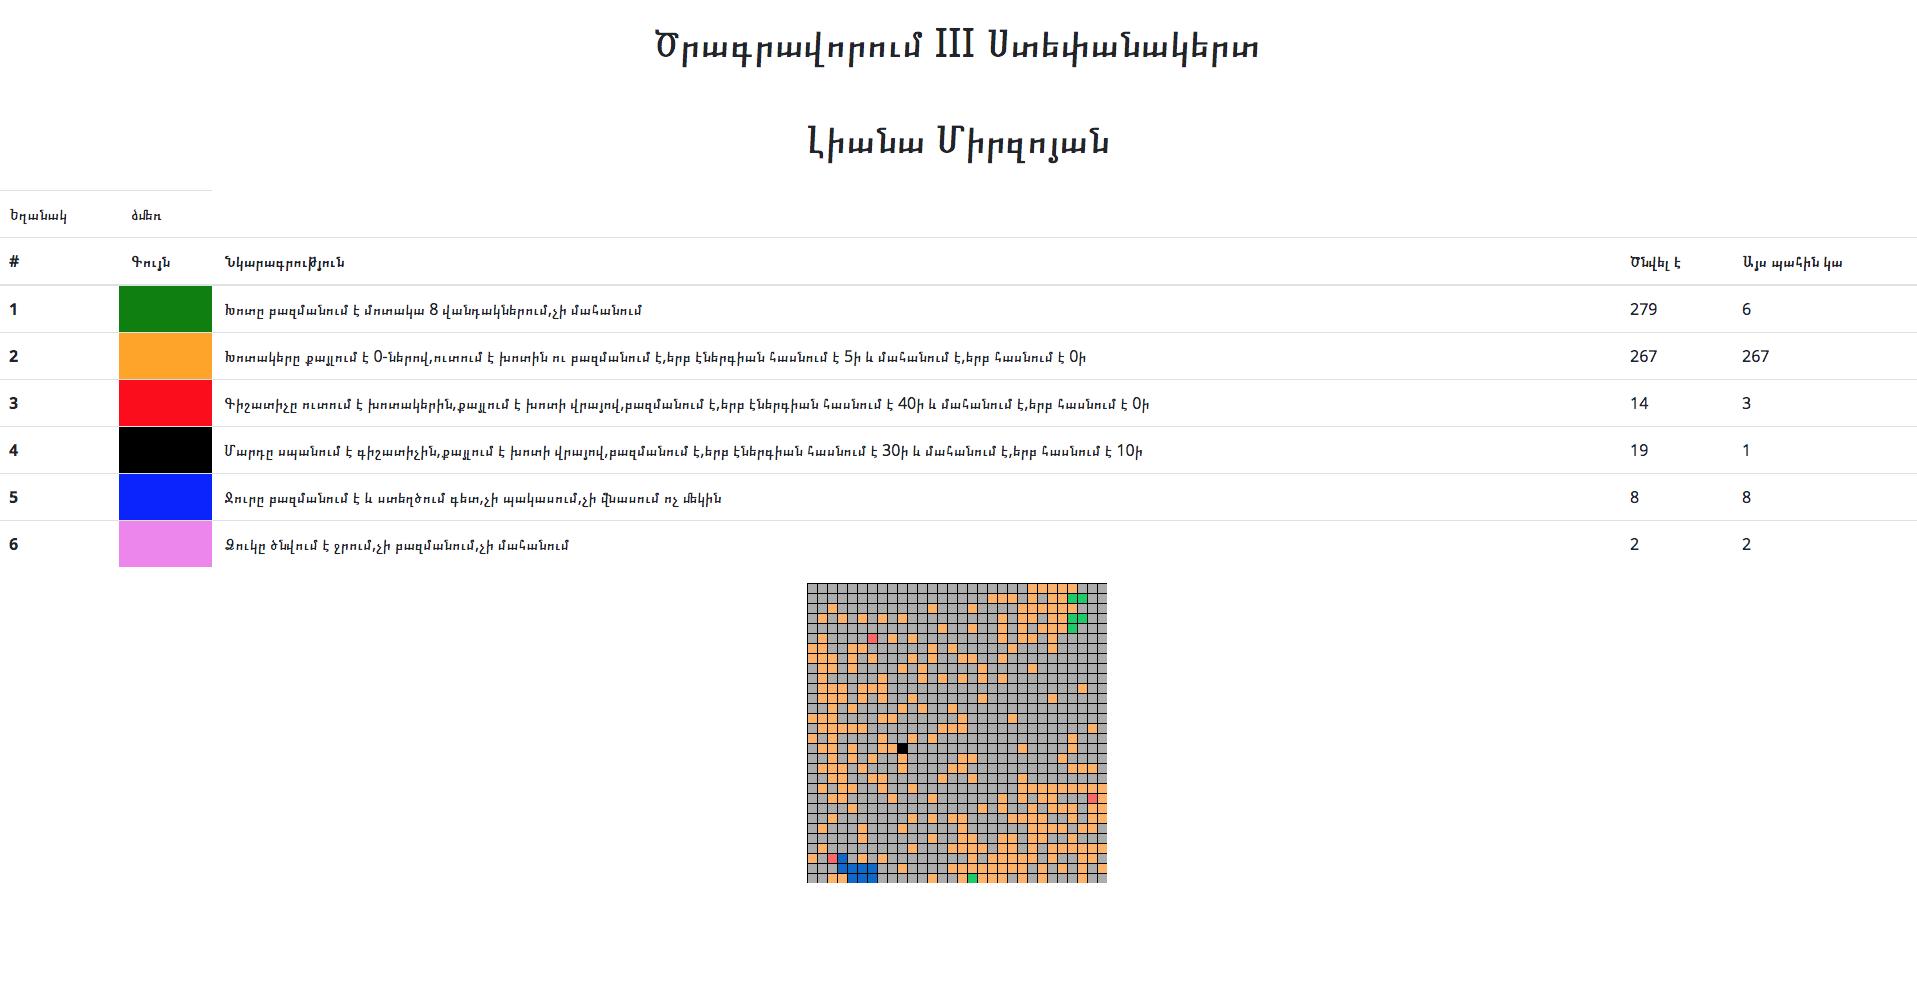 Ծրագրավորում III Ստեփանակերտ
Լիանա Միրզոյան
Եղանակ ձմեռ
# Գույն Նկարագրություն Ծնվել է Այս պահին կա
1 Խոտը բազմանում է մոտակա 8 վանդակներում,չի մահանում 279 6
2 Խոտակերը քայլում է 0-ներով,ուտում է խոտին ու բազմանում է,երբ էներգիան հասնում է 5ի և մահանում է,երբ հասնում է 0ի 267 267
3 Գիշատիչը ուտում է խոտակերին,քայլում է խոտի վրայով,բազմանում է,երբ էներգիան հասնում է 40ի և մահանում է,երբ հասնում է 0ի 14 3
4 Մարդը սպանում է գիշատիչին,քայլում է խոտի վրայով,բազմանում է,երբ էներգիան հասնում է 30ի և մահանում է,երբ հասնում է 10ի 19 1
5 Ջուրը բազմանում է և ստեղծում գետ,չի պակասում,չի վնասում ոչ մեկին 8 8
6 Ձուկը ծնվում է ջրում,չի բազմանում,չի մահանում 2 2